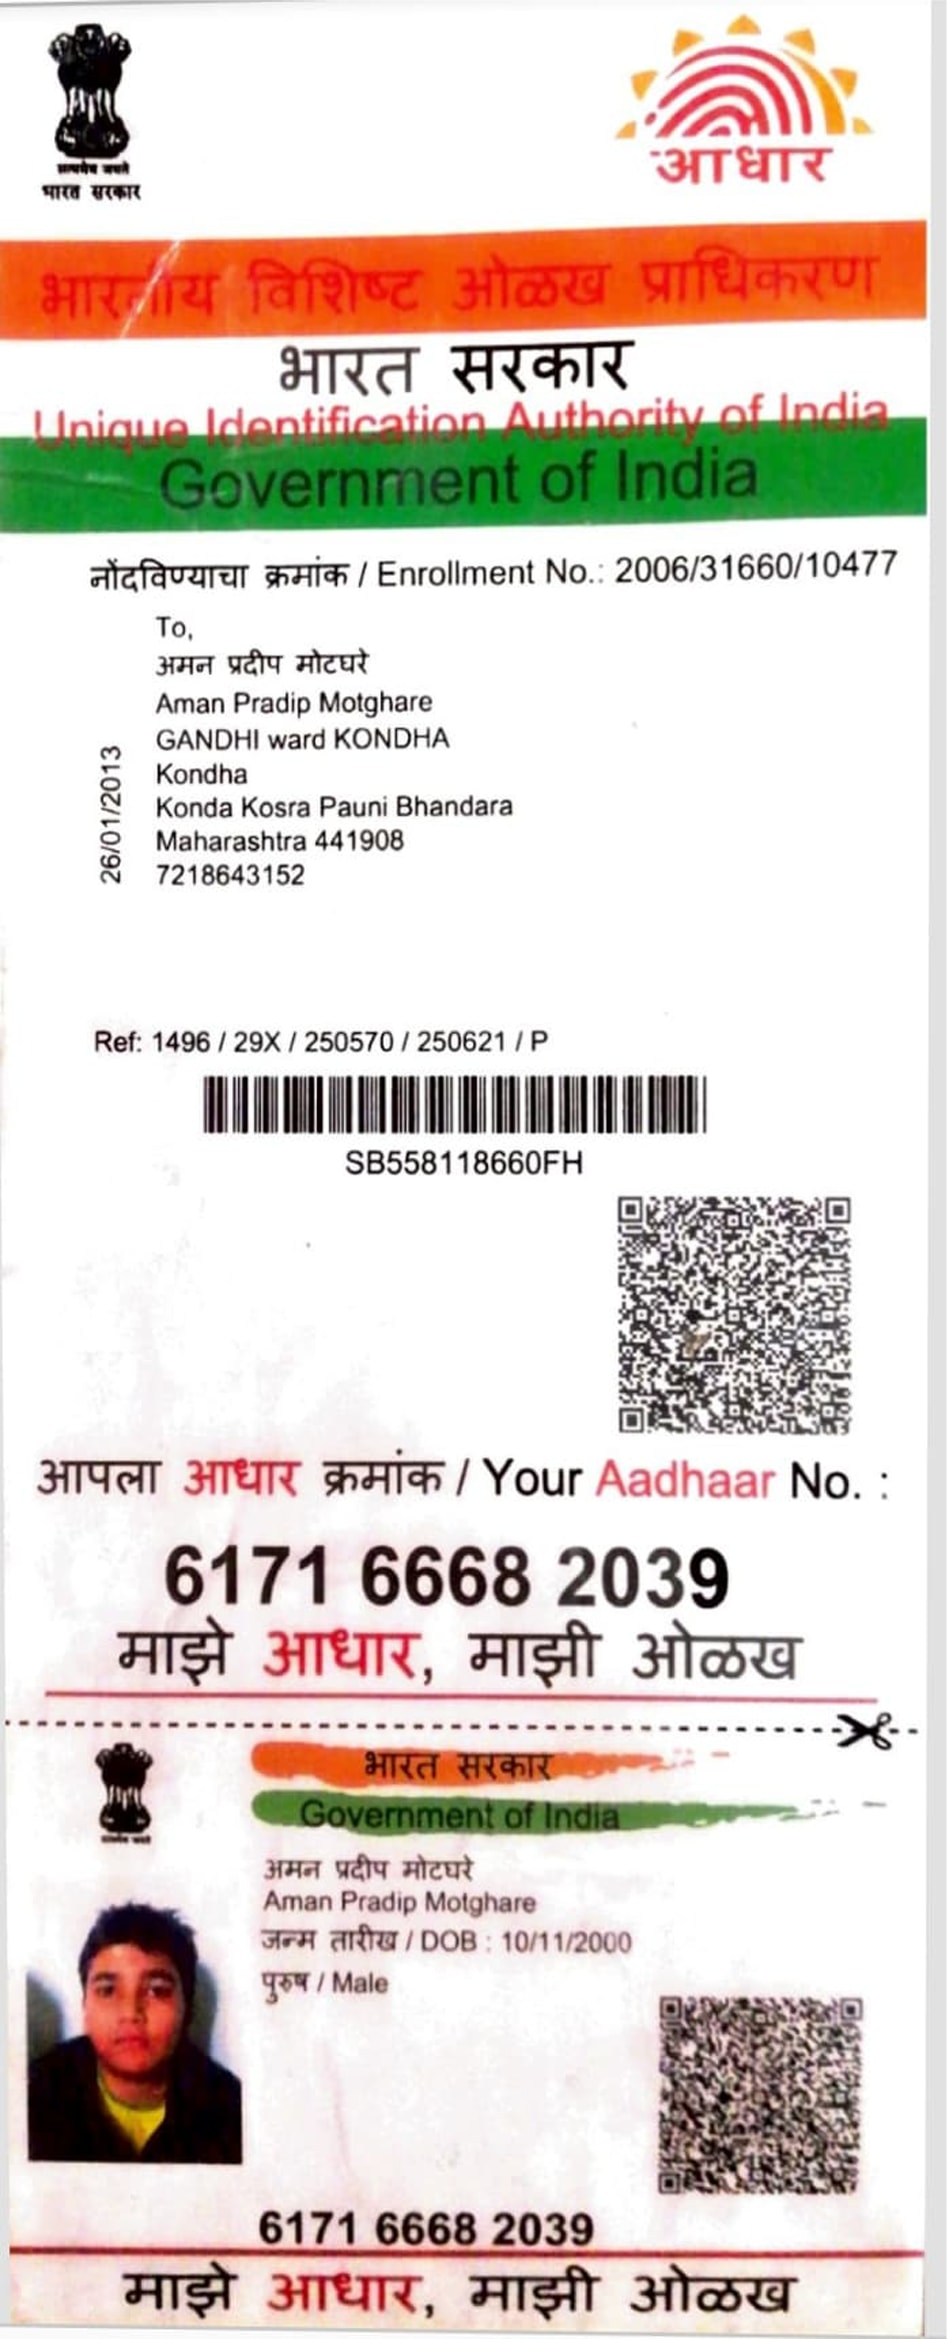 सत्यमेव जयते
भारत सरकार
आधार
भारतीय विशिष्ट ओळख प्राधिकरण
भारत सरकार
Unique Identification Authority of India
Government of India
नोंदविण्याचा क्रमांक / Enrollment No.: 2006/31660/10477
To,
अमन प्रदीप मोटघरे
Aman Pradip Motghare
GANDHI ward KONDHA
Kondha
Konda Kosra Pauni Bhandara
Maharashtra 441908
7218643152
26/01/2013
Ref: 1496 / 29X / 250570 / 250621 / P
SB558118660FH
आपला आधार क्रमांक / Your Aadhaar No. :
6171 6668 2039
माझे आधार, माझी ओळख
भारत सरकार
Government of India
अमन प्रदीप मोटघरे
Aman Pradip Motghare
जन्म तारीख / DOB : 10/11/2000
पुरुष / Male
6171 6668 2039
माझे आधार, माझी ओळख